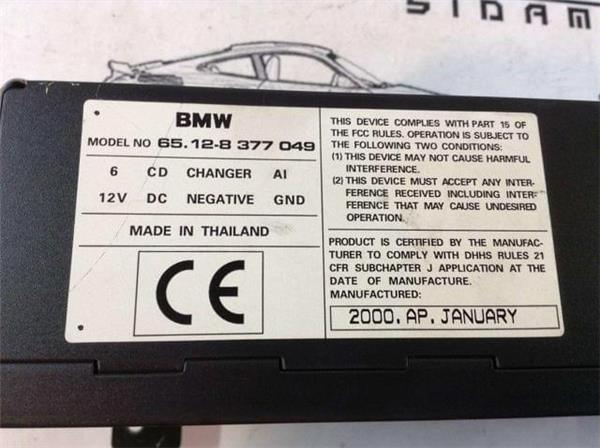 SIDAM
BMW
MODEL NO 65.12-8 377 049
6 CD CHANGER AI
12V DC NEGATIVE GND
MADE IN THAILAND
CE
THIS DEVICE COMPLIES WITH PART 15 OF
THE FCC RULES. OPERATION IS SUBJECT TO
THE FOLLOWING TWO CONDITIONS:
(1) THIS DEVICE MAY NOT CAUSE HARMFUL
INTERFERENCE.
(2) THIS DEVICE MUST ACCEPT ANY INTER-
FERENCE RECEIVED INCLUDING INTER-
FERENCE THAT MAY CAUSE UNDESIRED
OPERATION.
PRODUCT IS CERTIFIED BY THE MANUFAC-
TURER TO COMPLY WITH DHHS RULES 21
CFR SUBCHAPTER J APPLICATION AT THE
DATE OF MANUFACTURE.
MANUFACTURED:
2000. AP. JANUARY